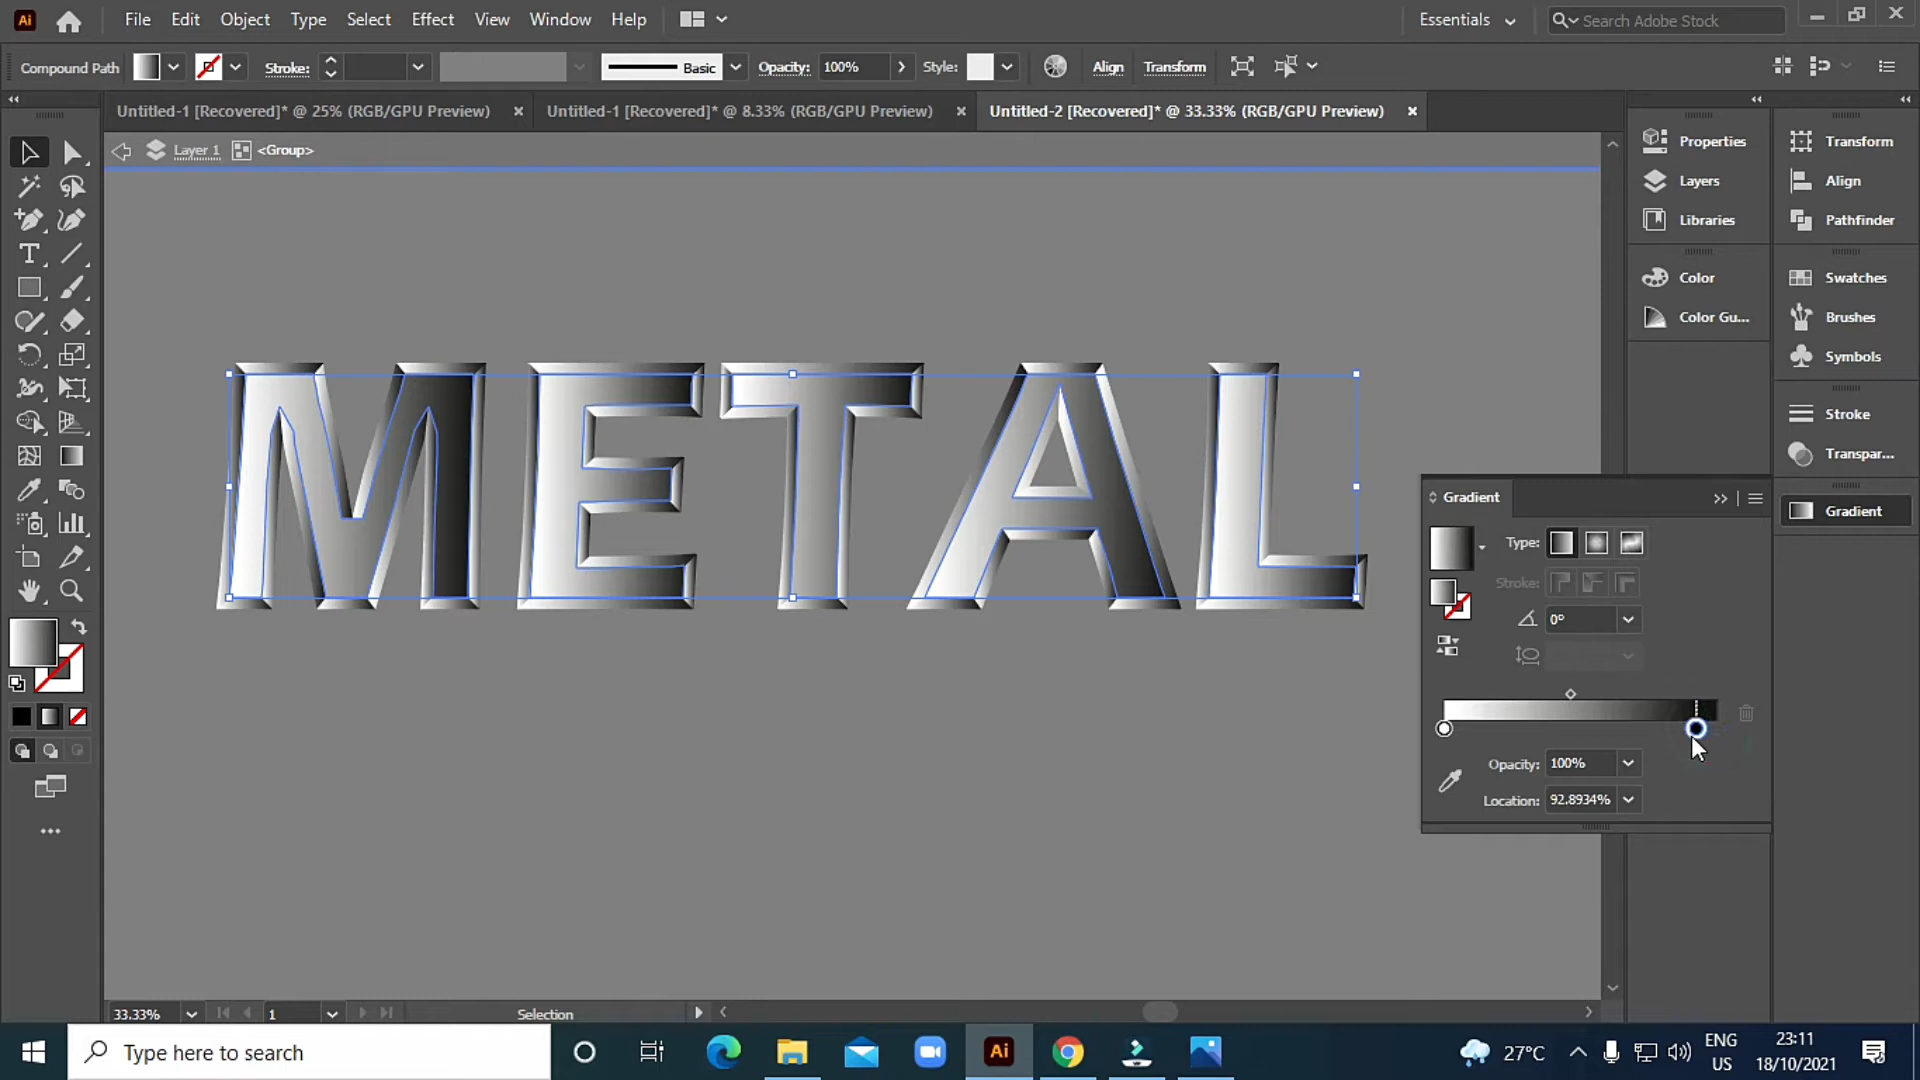 Ai File Edit Object Type Select Effect View Window Help Essentials Search Adobe Stock
Compound Path Stroke: Basic Opacity: 100% Style: Align Transform
Untitled-1 [Recovered]* @ 25% (RGB/GPU Preview) Untitled-1 [Recovered]* @ 8.33% (RGB/GPU Preview) Untitled-2 [Recovered]* @ 33.33% (RGB/GPU Preview)
Layer 1 <Group>
Properties Transform
Layers Align
Libraries Pathfinder
Color Swatches
Color Gu... Brushes
Symbols
Stroke
Transpar...
Gradient
METAL
Gradient
Type:
Stroke:
0°
Opacity: 100%
Location: 92.8934%
33.33% 1 Selection
Type here to search Ai 27°C ENG 23:11
US 18/10/2021